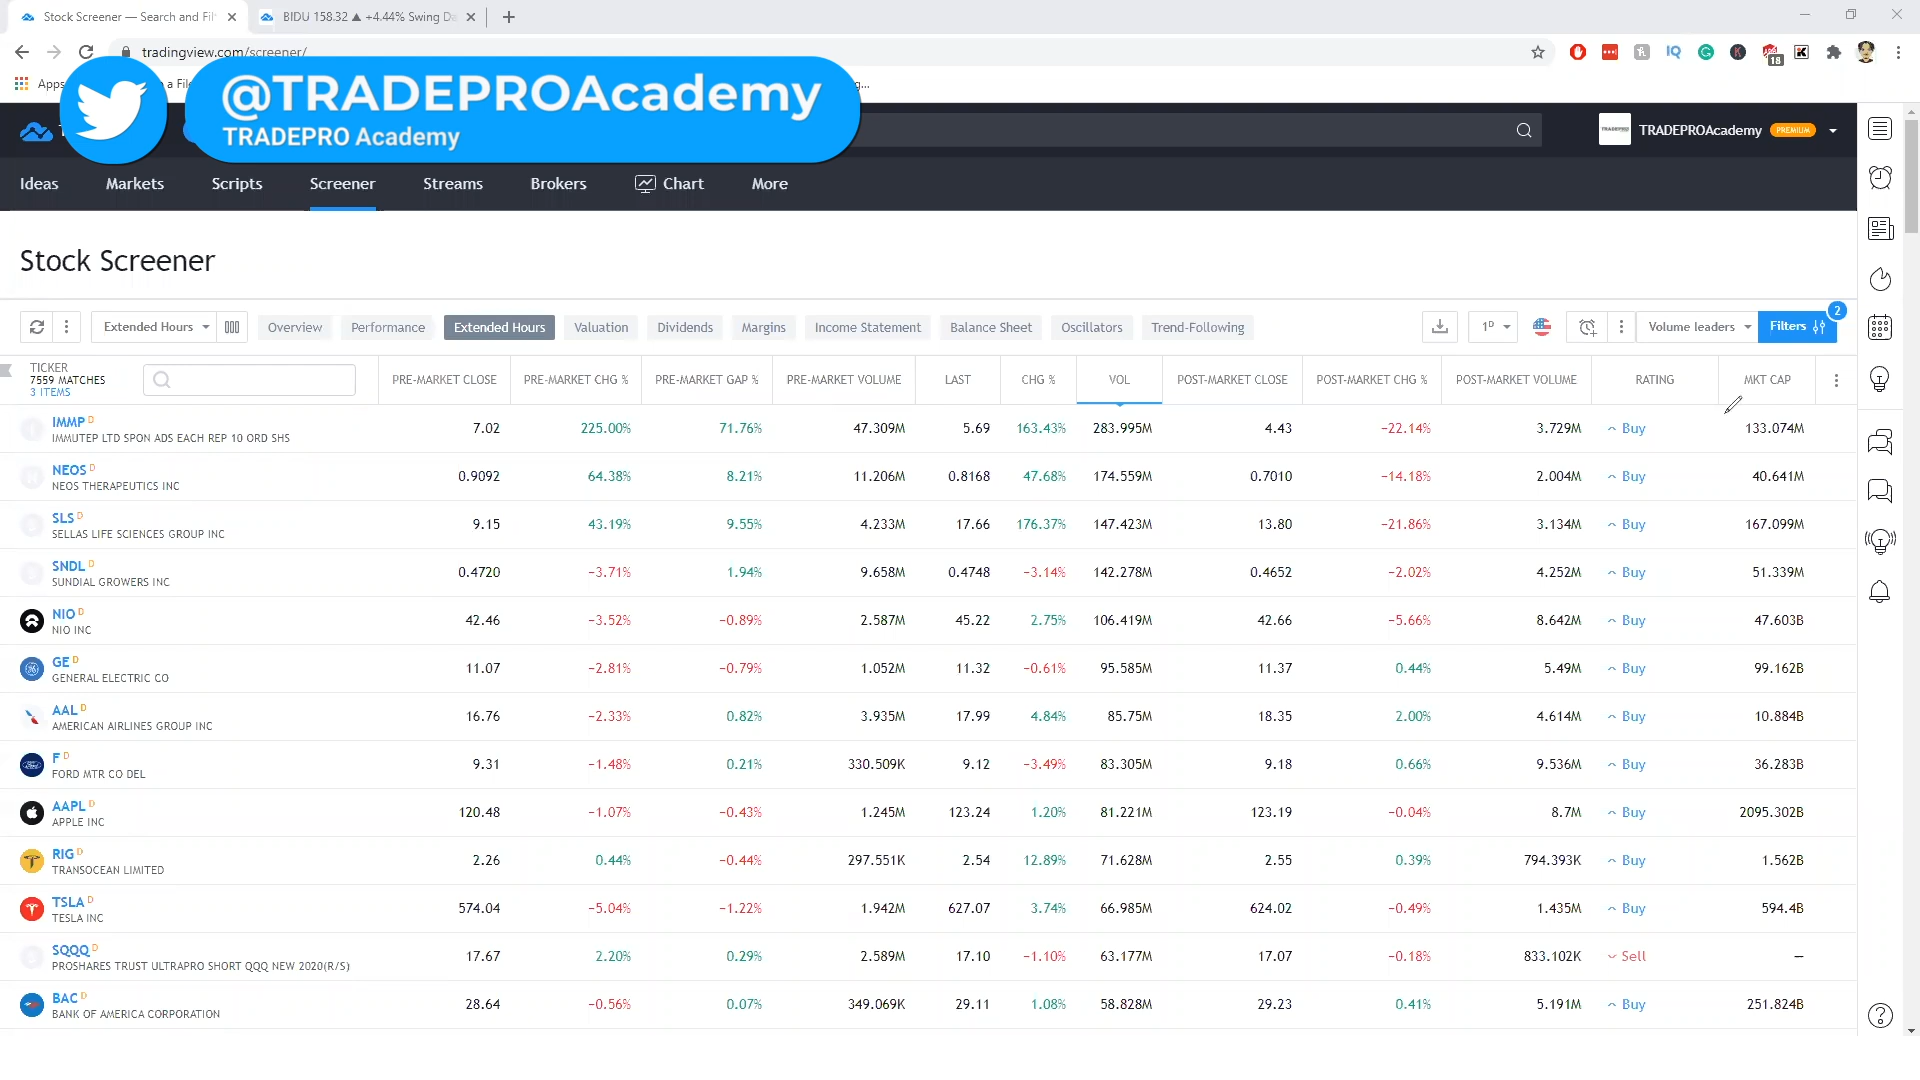 Stock Screener — Search and Fil
BIDU 158.32 ▲ +4.44% Swing Da
tradingview.com/screener/
18
Apps
a File
g...
@TRADEPROAcademy
TRADEPRO Academy
TRADEPROAcademy PREMIUM
Ideas Markets Scripts Screener Streams Brokers Chart More
Stock Screener
Extended Hours Overview Performance Extended Hours Valuation Dividends Margins Income Statement Balance Sheet Oscillators Trend-Following 1D Volume leaders Filters 2
TICKER
7559 MATCHES
3 ITEMS
PRE-MARKET CLOSE PRE-MARKET CHG % PRE-MARKET GAP % PRE-MARKET VOLUME LAST CHG % VOL POST-MARKET CLOSE POST-MARKET CHG % POST-MARKET VOLUME RATING MKT CAP
IMMP D
IMMUTEP LTD SPON ADS EACH REP 10 ORD SHS
7.02 225.00% 71.76% 47.309M 5.69 163.43% 283.995M 4.43 −22.14% 3.729M Buy 133.074M
NEOS D
NEOS THERAPEUTICS INC
0.9092 64.38% 8.21% 11.206M 0.8168 47.68% 174.559M 0.7010 −14.18% 2.004M Buy 40.641M
SLS D
SELLAS LIFE SCIENCES GROUP INC
9.15 43.19% 9.55% 4.233M 17.66 176.37% 147.423M 13.80 −21.86% 3.134M Buy 167.099M
SNDL D
SUNDIAL GROWERS INC
0.4720 −3.71% 1.94% 9.658M 0.4748 −3.14% 142.278M 0.4652 −2.02% 4.252M Buy 51.339M
NIO D
NIO INC
42.46 −3.52% −0.89% 2.587M 45.22 2.75% 106.419M 42.66 −5.66% 8.642M Buy 47.603B
GE D
GENERAL ELECTRIC CO
11.07 −2.81% −0.79% 1.052M 11.32 −0.61% 95.585M 11.37 0.44% 5.49M Buy 99.162B
AAL D
AMERICAN AIRLINES GROUP INC
16.76 −2.33% 0.82% 3.935M 17.99 4.84% 85.75M 18.35 2.00% 4.614M Buy 10.884B
F D
FORD MTR CO DEL
9.31 −1.48% 0.21% 330.509K 9.12 −3.49% 83.305M 9.18 0.66% 9.536M Buy 36.283B
AAPL D
APPLE INC
120.48 −1.07% −0.43% 1.245M 123.24 1.20% 81.221M 123.19 −0.04% 8.7M Buy 2095.302B
RIG D
TRANSOCEAN LIMITED
2.26 0.44% −0.44% 297.551K 2.54 12.89% 71.628M 2.55 0.39% 794.393K Buy 1.562B
TSLA D
TESLA INC
574.04 −5.04% −1.22% 1.942M 627.07 3.74% 66.985M 624.02 −0.49% 1.435M Buy 594.4B
SQQQ D
PROSHARES TRUST ULTRAPRO SHORT QQQ NEW 2020(R/S)
17.67 2.20% 0.29% 2.589M 17.10 −1.10% 63.177M 17.07 −0.18% 833.102K Sell —
BAC D
BANK OF AMERICA CORPORATION
28.64 −0.56% 0.07% 349.069K 29.11 1.08% 58.828M 29.23 0.41% 5.191M Buy 251.824B